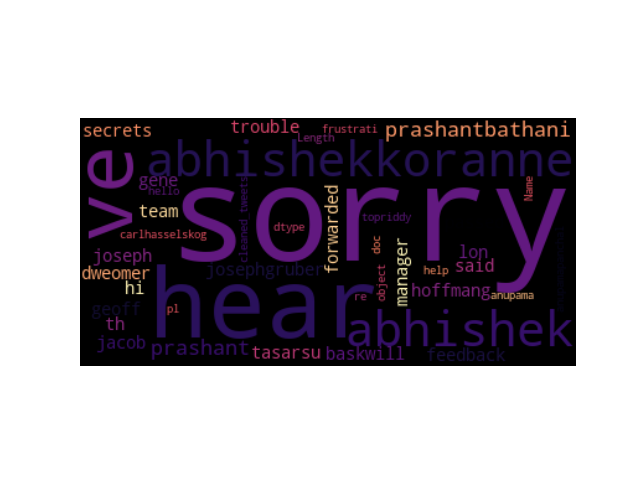 secrets
trouble
Length
frustrati
prashantbathani
ve
abhishekkoranne
gene
hello
cleaned tweets
sorry
forwarded
Name
team
topriddy
dtype
carlhasselskog
doc
manager
lon
joseph
said
dweomer
josephgruber
object
help
hi
hear
re
hoffmang
anupama
geoff
pl
th
abhishek
jacob
prashant
tasarsu
baskwill
feedback